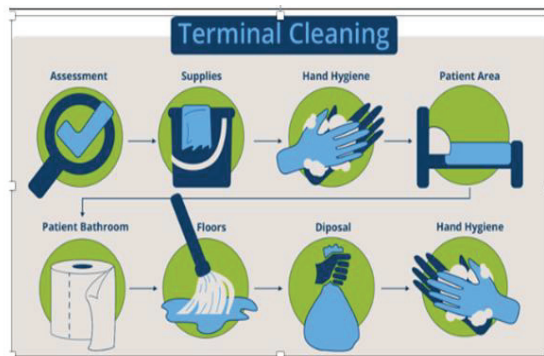 Terminal Cleaning
Assessment
Supplies
Hand Hygiene
Patient Area
Patient Bathroom
Floors
Diposal
Hand Hygiene